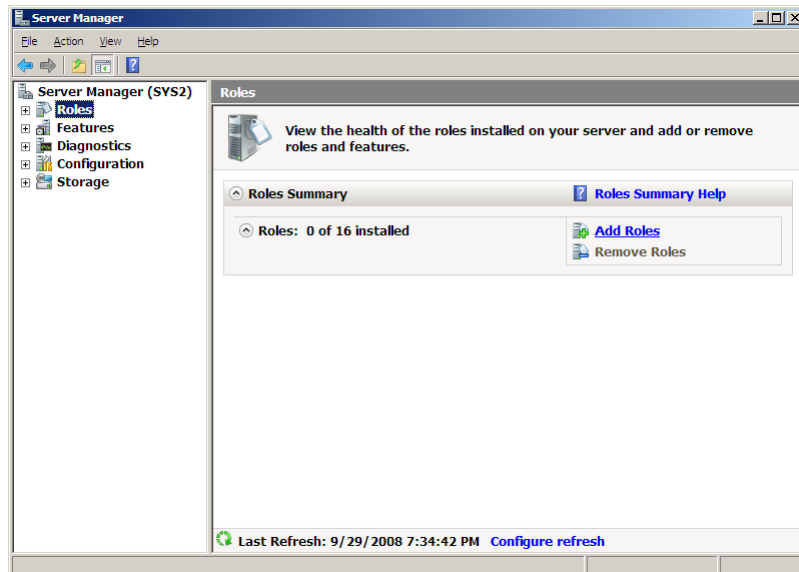 Server Manager
File Action View Help
Server Manager (SYS2)
Roles
Features
Diagnostics
Configuration
Storage
Roles
View the health of the roles installed on your server and add or remove
roles and features.
Roles Summary
Roles Summary Help
Roles: 0 of 16 installed
Add Roles
Remove Roles
Last Refresh: 9/29/2008 7:34:42 PM Configure refresh